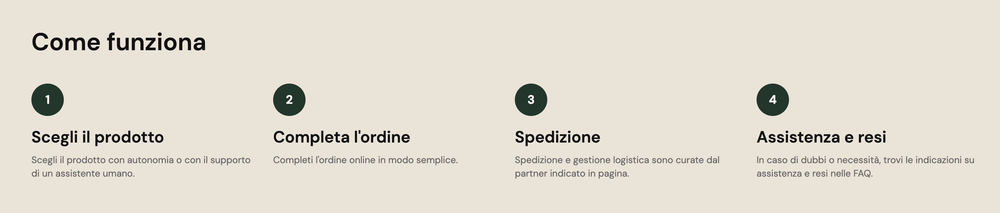 Come funziona
1
Scegli il prodotto
Scegli il prodotto con autonomia o con il supporto
di un assistente umano.
2
Completa l'ordine
Completi l'ordine online in modo semplice.
3
Spedizione
Spedizione e gestione logistica sono curate dal
partner indicato in pagina.
4
Assistenza e resi
In caso di dubbi o necessità, trovi le indicazioni su
assistenza e resi nelle FAQ.